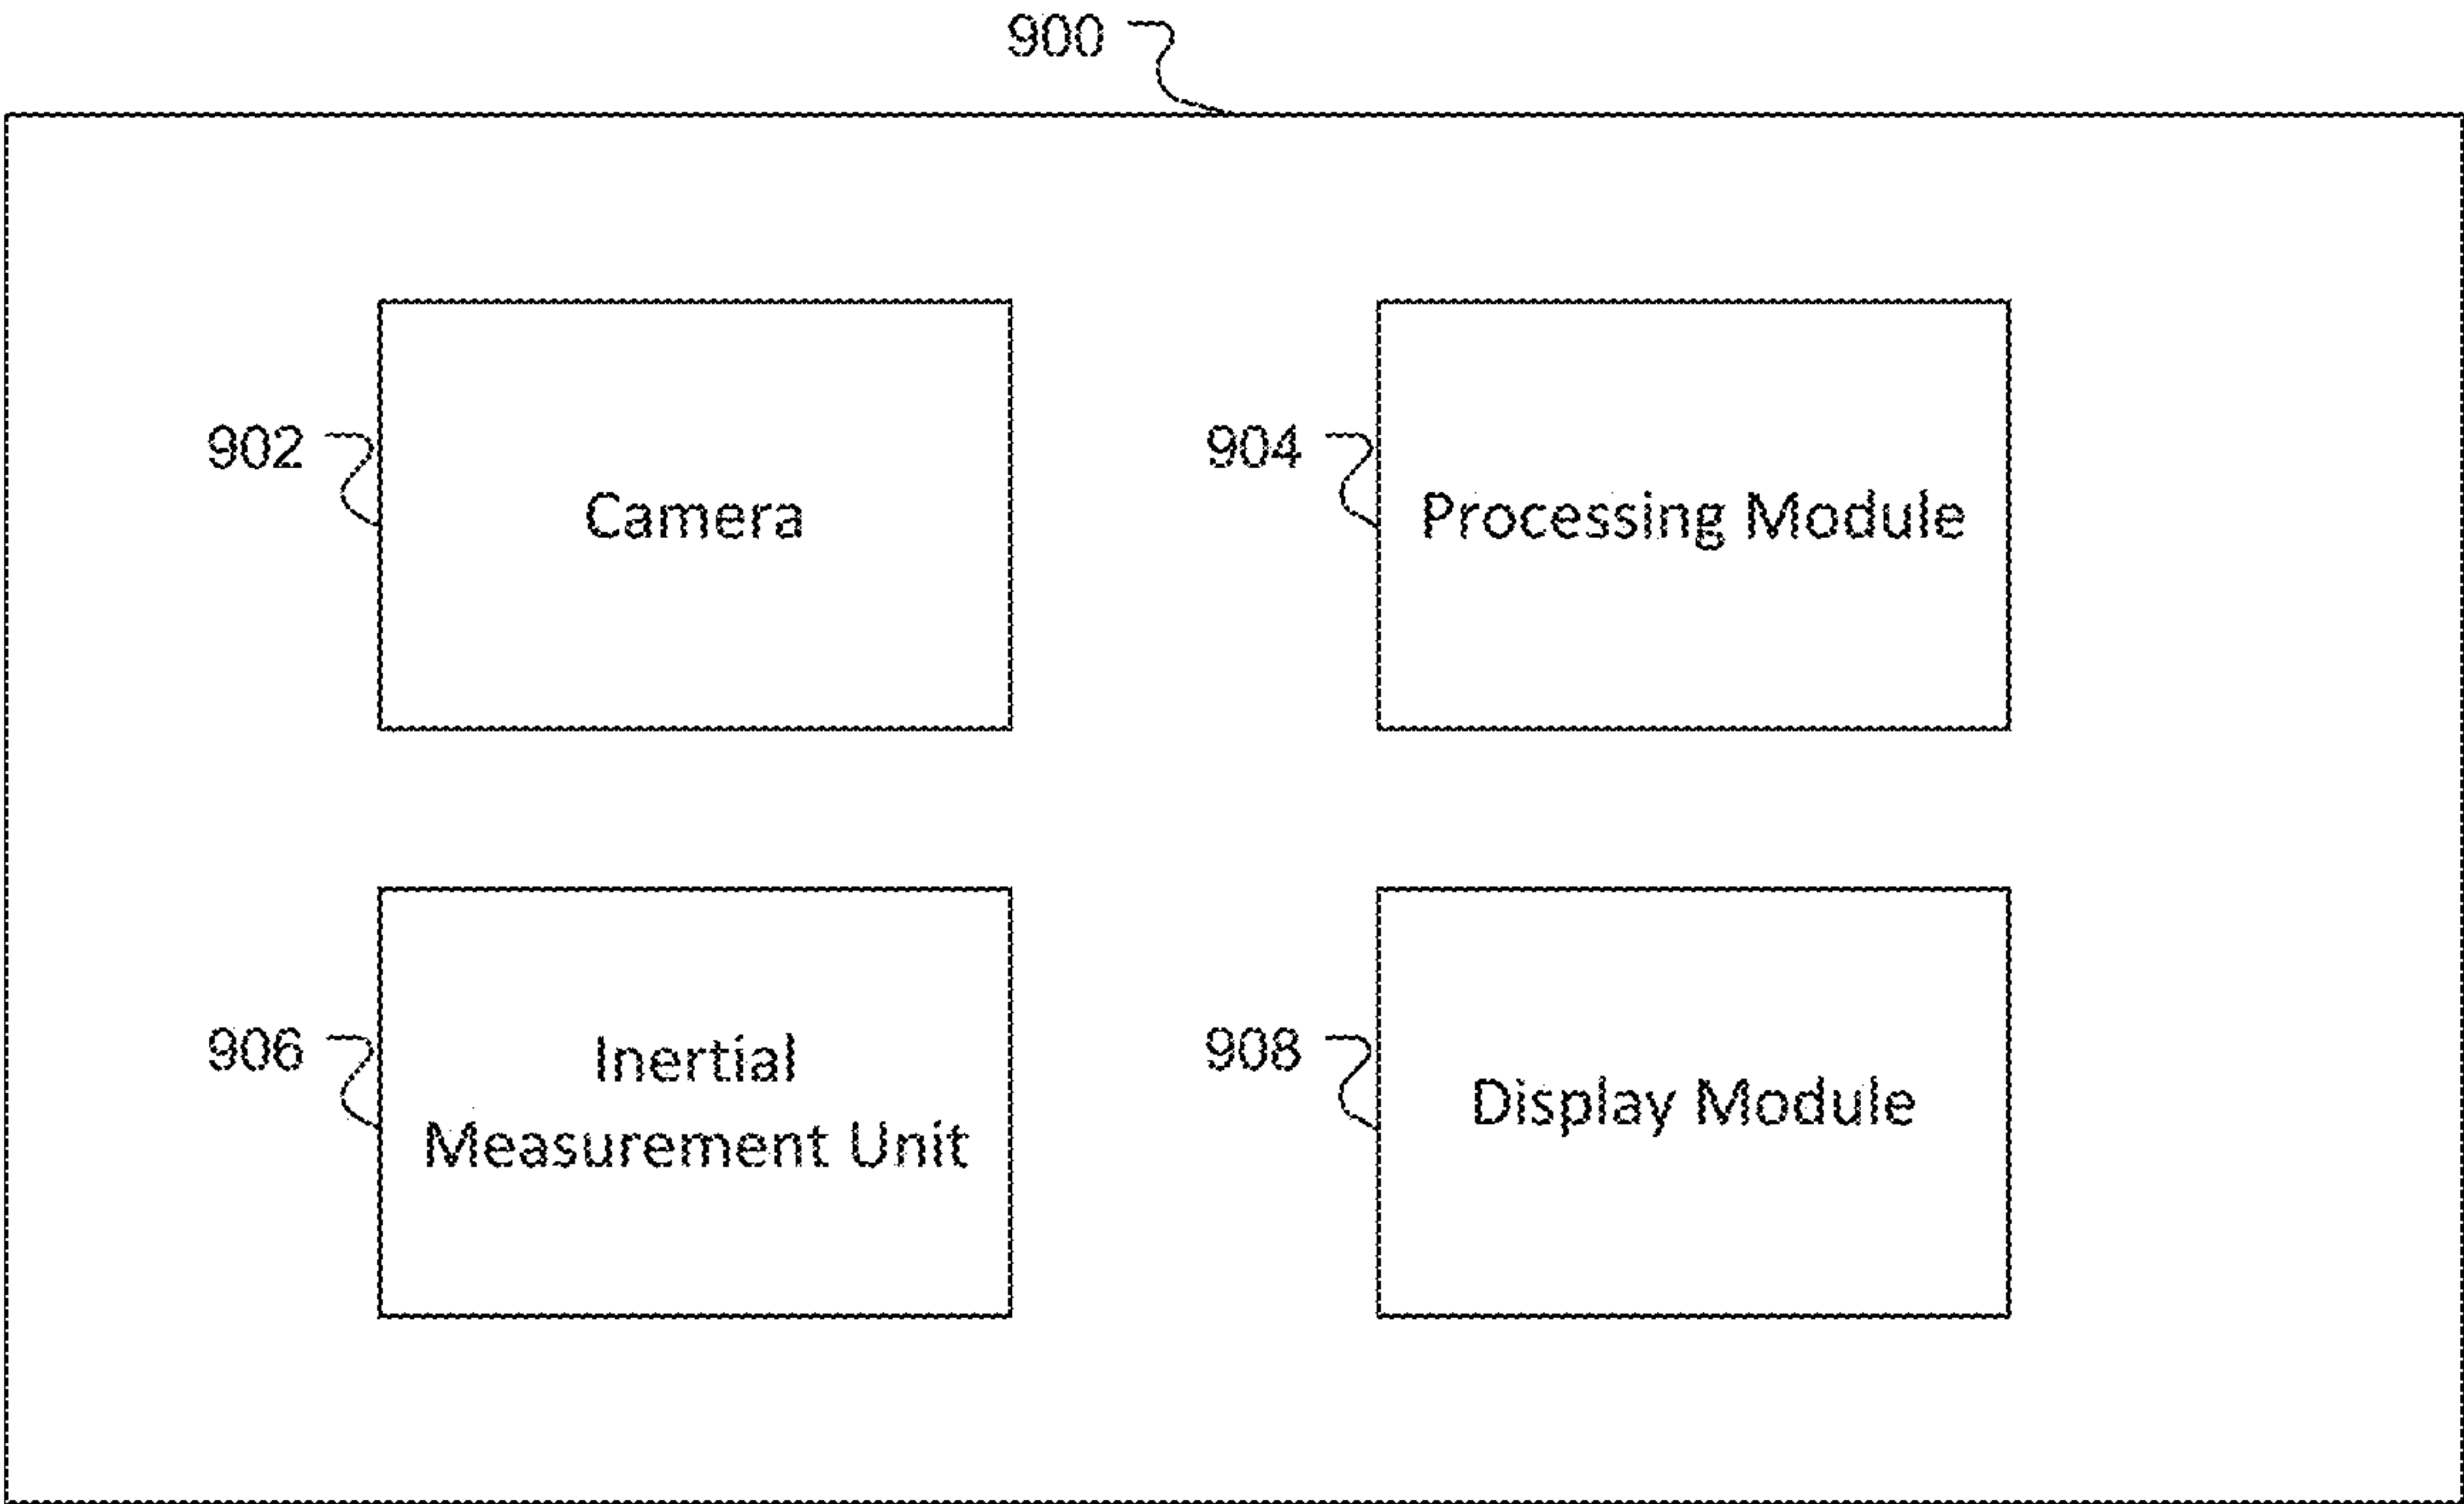 900
902
Camera
904
Processing Module
906
Inertial
Measurement Unit
908
Display Module